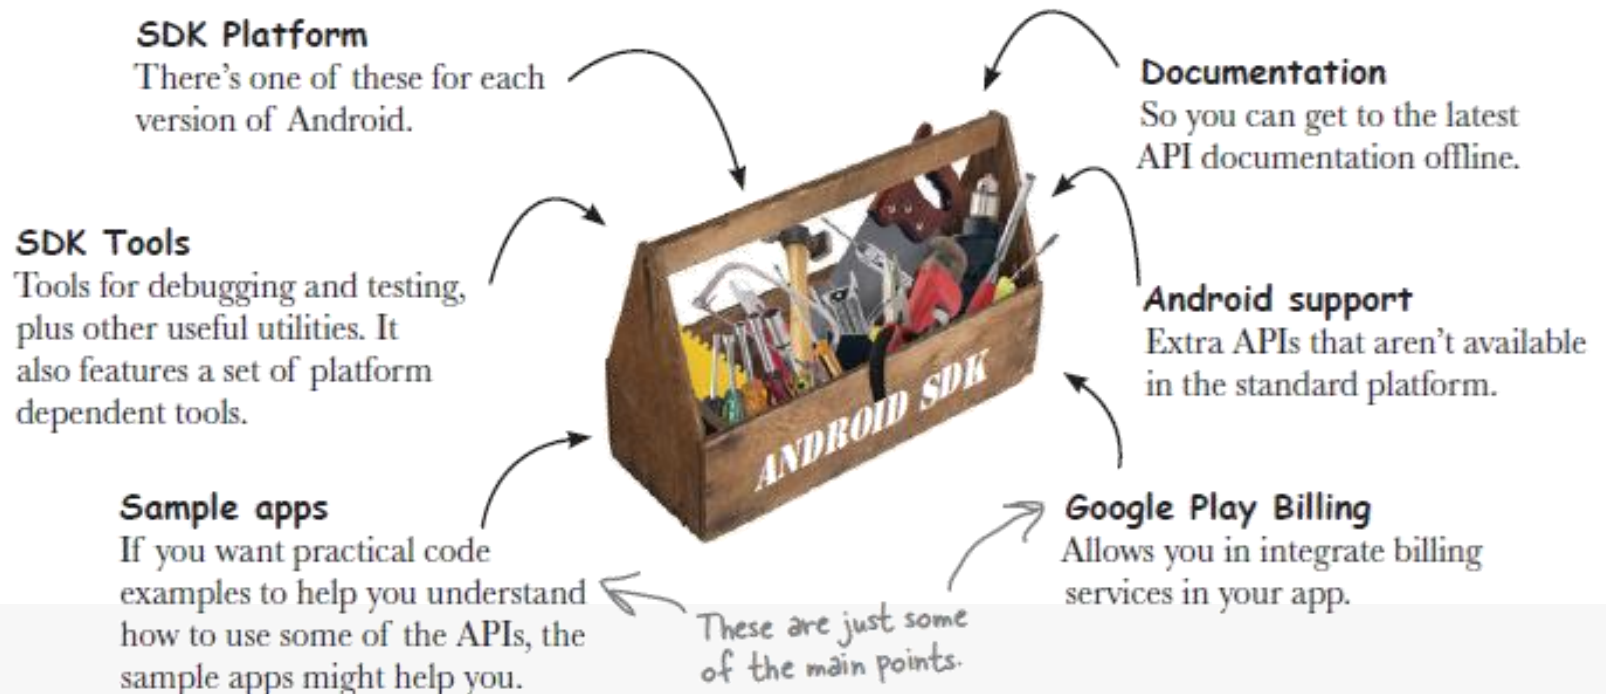 SDK Platform
There's one of these for each
version of Android.
SDK Tools
Tools for debugging and testing,
plus other useful utilities. It
also features a set of platform
dependent tools.
Sample apps
If you want practical code
examples to help you understand
how to use some of the APIs, the
sample apps might help you.
ANDROID SDK
These are just some
of the main points.
Documentation
So you can get to the latest
API documentation offline.
Android support
Extra APIs that aren't available
in the standard platform.
Google Play Billing
Allows you in integrate billing
services in your app.